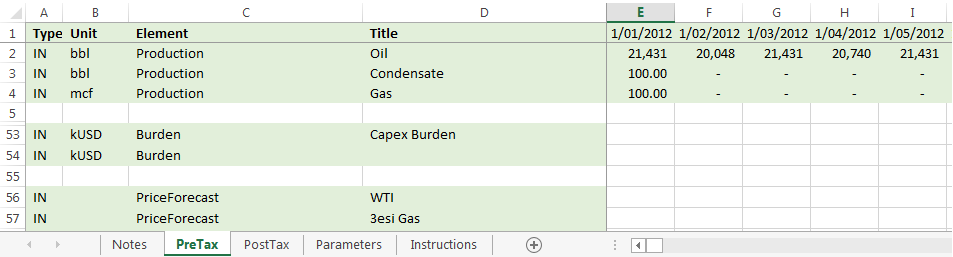 A B C D E F G H I
1 Type Unit Element Title 1/01/2012 1/02/2012 1/03/2012 1/04/2012 1/05/2012
2 IN bbl Production Oil 21,431 20,048 21,431 20,740 21,431
3 IN bbl Production Condensate 100.00 - - - -
4 IN mcf Production Gas 100.00 - - - -
5
53 IN kUSD Burden Capex Burden
54 IN kUSD Burden
55
56 IN PriceForecast WTI
57 IN PriceForecast 3esi Gas
Notes PreTax PostTax Parameters Instructions